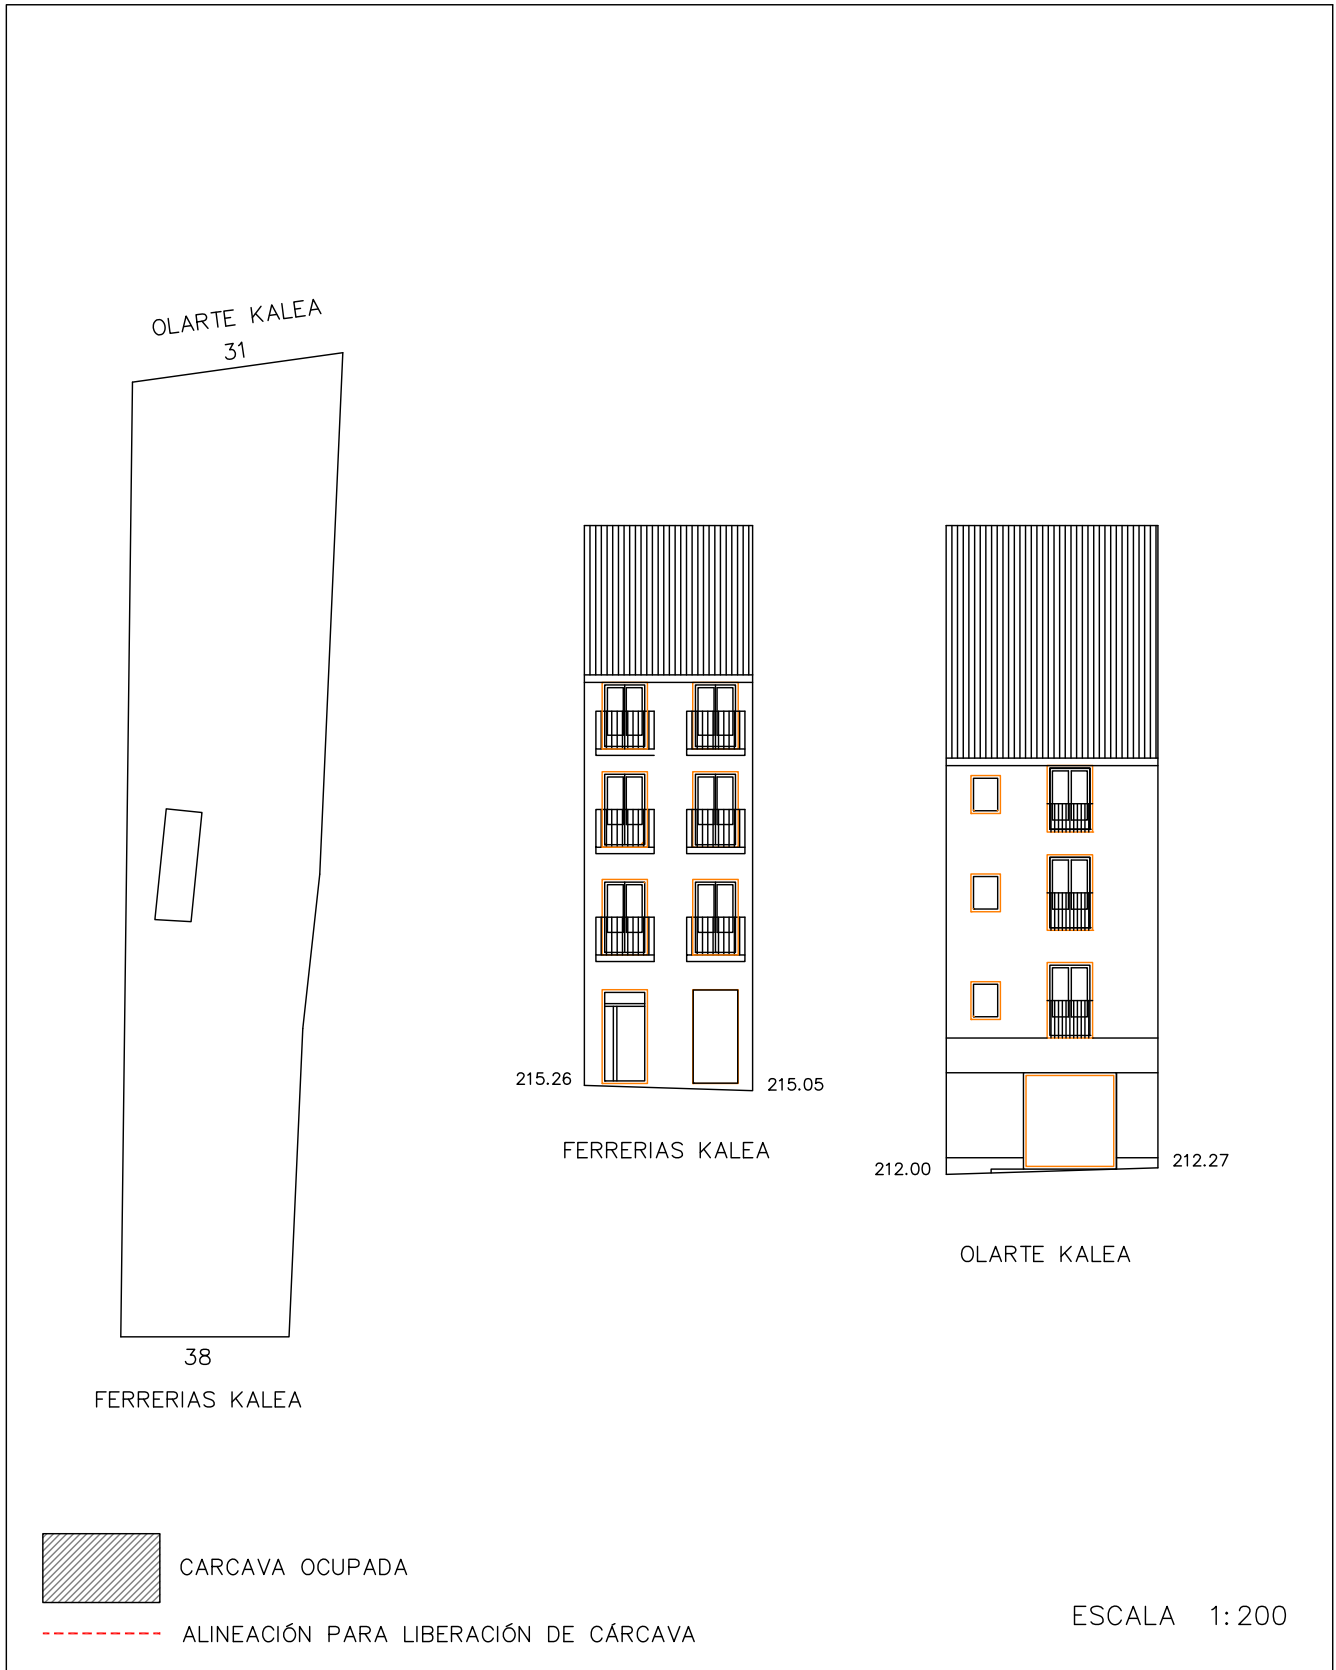 OLARTE KALEA
31
215.26
215.05
FERRERIAS KALEA
212.00
212.27
OLARTE KALEA
38
FERRERIAS KALEA
CARCAVA OCUPADA
ALINEACIÓN PARA LIBERACIÓN DE CÁRCAVA
ESCALA 1:200